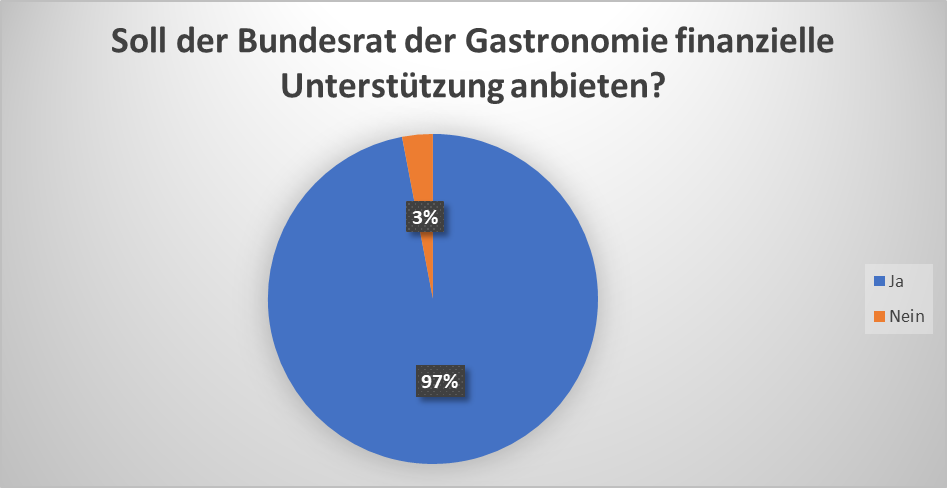 Soll der Bundesrat der Gastronomie finanzielle
Unterstützung anbieten?
3%
97%
Ja
Nein